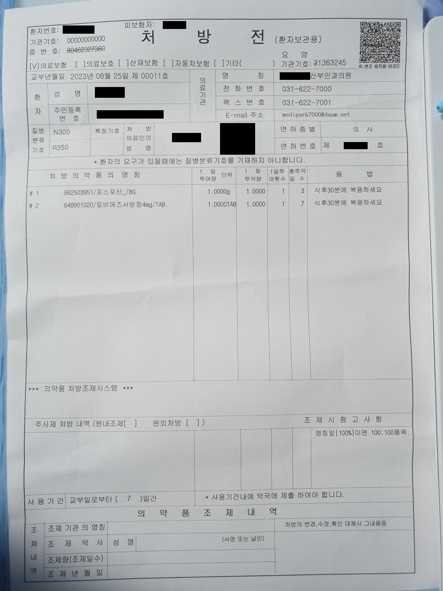 환자번호: 피보험자:
기관기호: 00000000000
증 번호: 80462327360
처 방 전 (환자보관용)
[V]의료보험 [ ]의료보호 [ ]산재보험 [ ]자동차보험 [ ]기타( ) 요양기관기호: 31363245
교부년월일 2023년 08월 25일 제 00011호
환자
성 명
주민등록번호
의료기관
명 칭 산부인과의원
전화번호 031-622-7000
팩스번호 031-622-7001
E-mail 주소 medipark7000@daum.net
질병분류기호 N300 R350
특정기호
처방의료인의 성명
면허종별 의 사
면허번호 제 호
* 환자의 요구가 있을때에는 질병분류기호를 기재하지 아니합니다.
처 방 의 약 품 의 명 칭 1일투여량 단위 1회투약량 1일투여횟수 총투약일수 용 법
# 1 662503951/포스포산_/8G 1.0000g 1.0000 1 3 식후30분에 복용하세요
# 2 648901320/토비애즈서방정4mg/TAB 1.0000TAB 1.0000 1 7 식후30분에 복용하세요
*** 의약품 처방조제시스템 ***
주사제 처방 내역 (원내조제[ ] 원외처방[ ]) 조 제 시 참 고 사 항
명칭앞[100%]이면 100:100품목.
사용기간 교부일로부터 ( 7 )일간 * 사용기간내에 약국에 제출 하여야 합니다.
의 약 품 조 제 내 역
조제내역
조제 기관의 명칭 처방의 변경,수정,확인 대체시 그내용등
조 제 약 사 성 명 (서명 또는 날인)
조제량(조제일수)
조 제 년 월 일